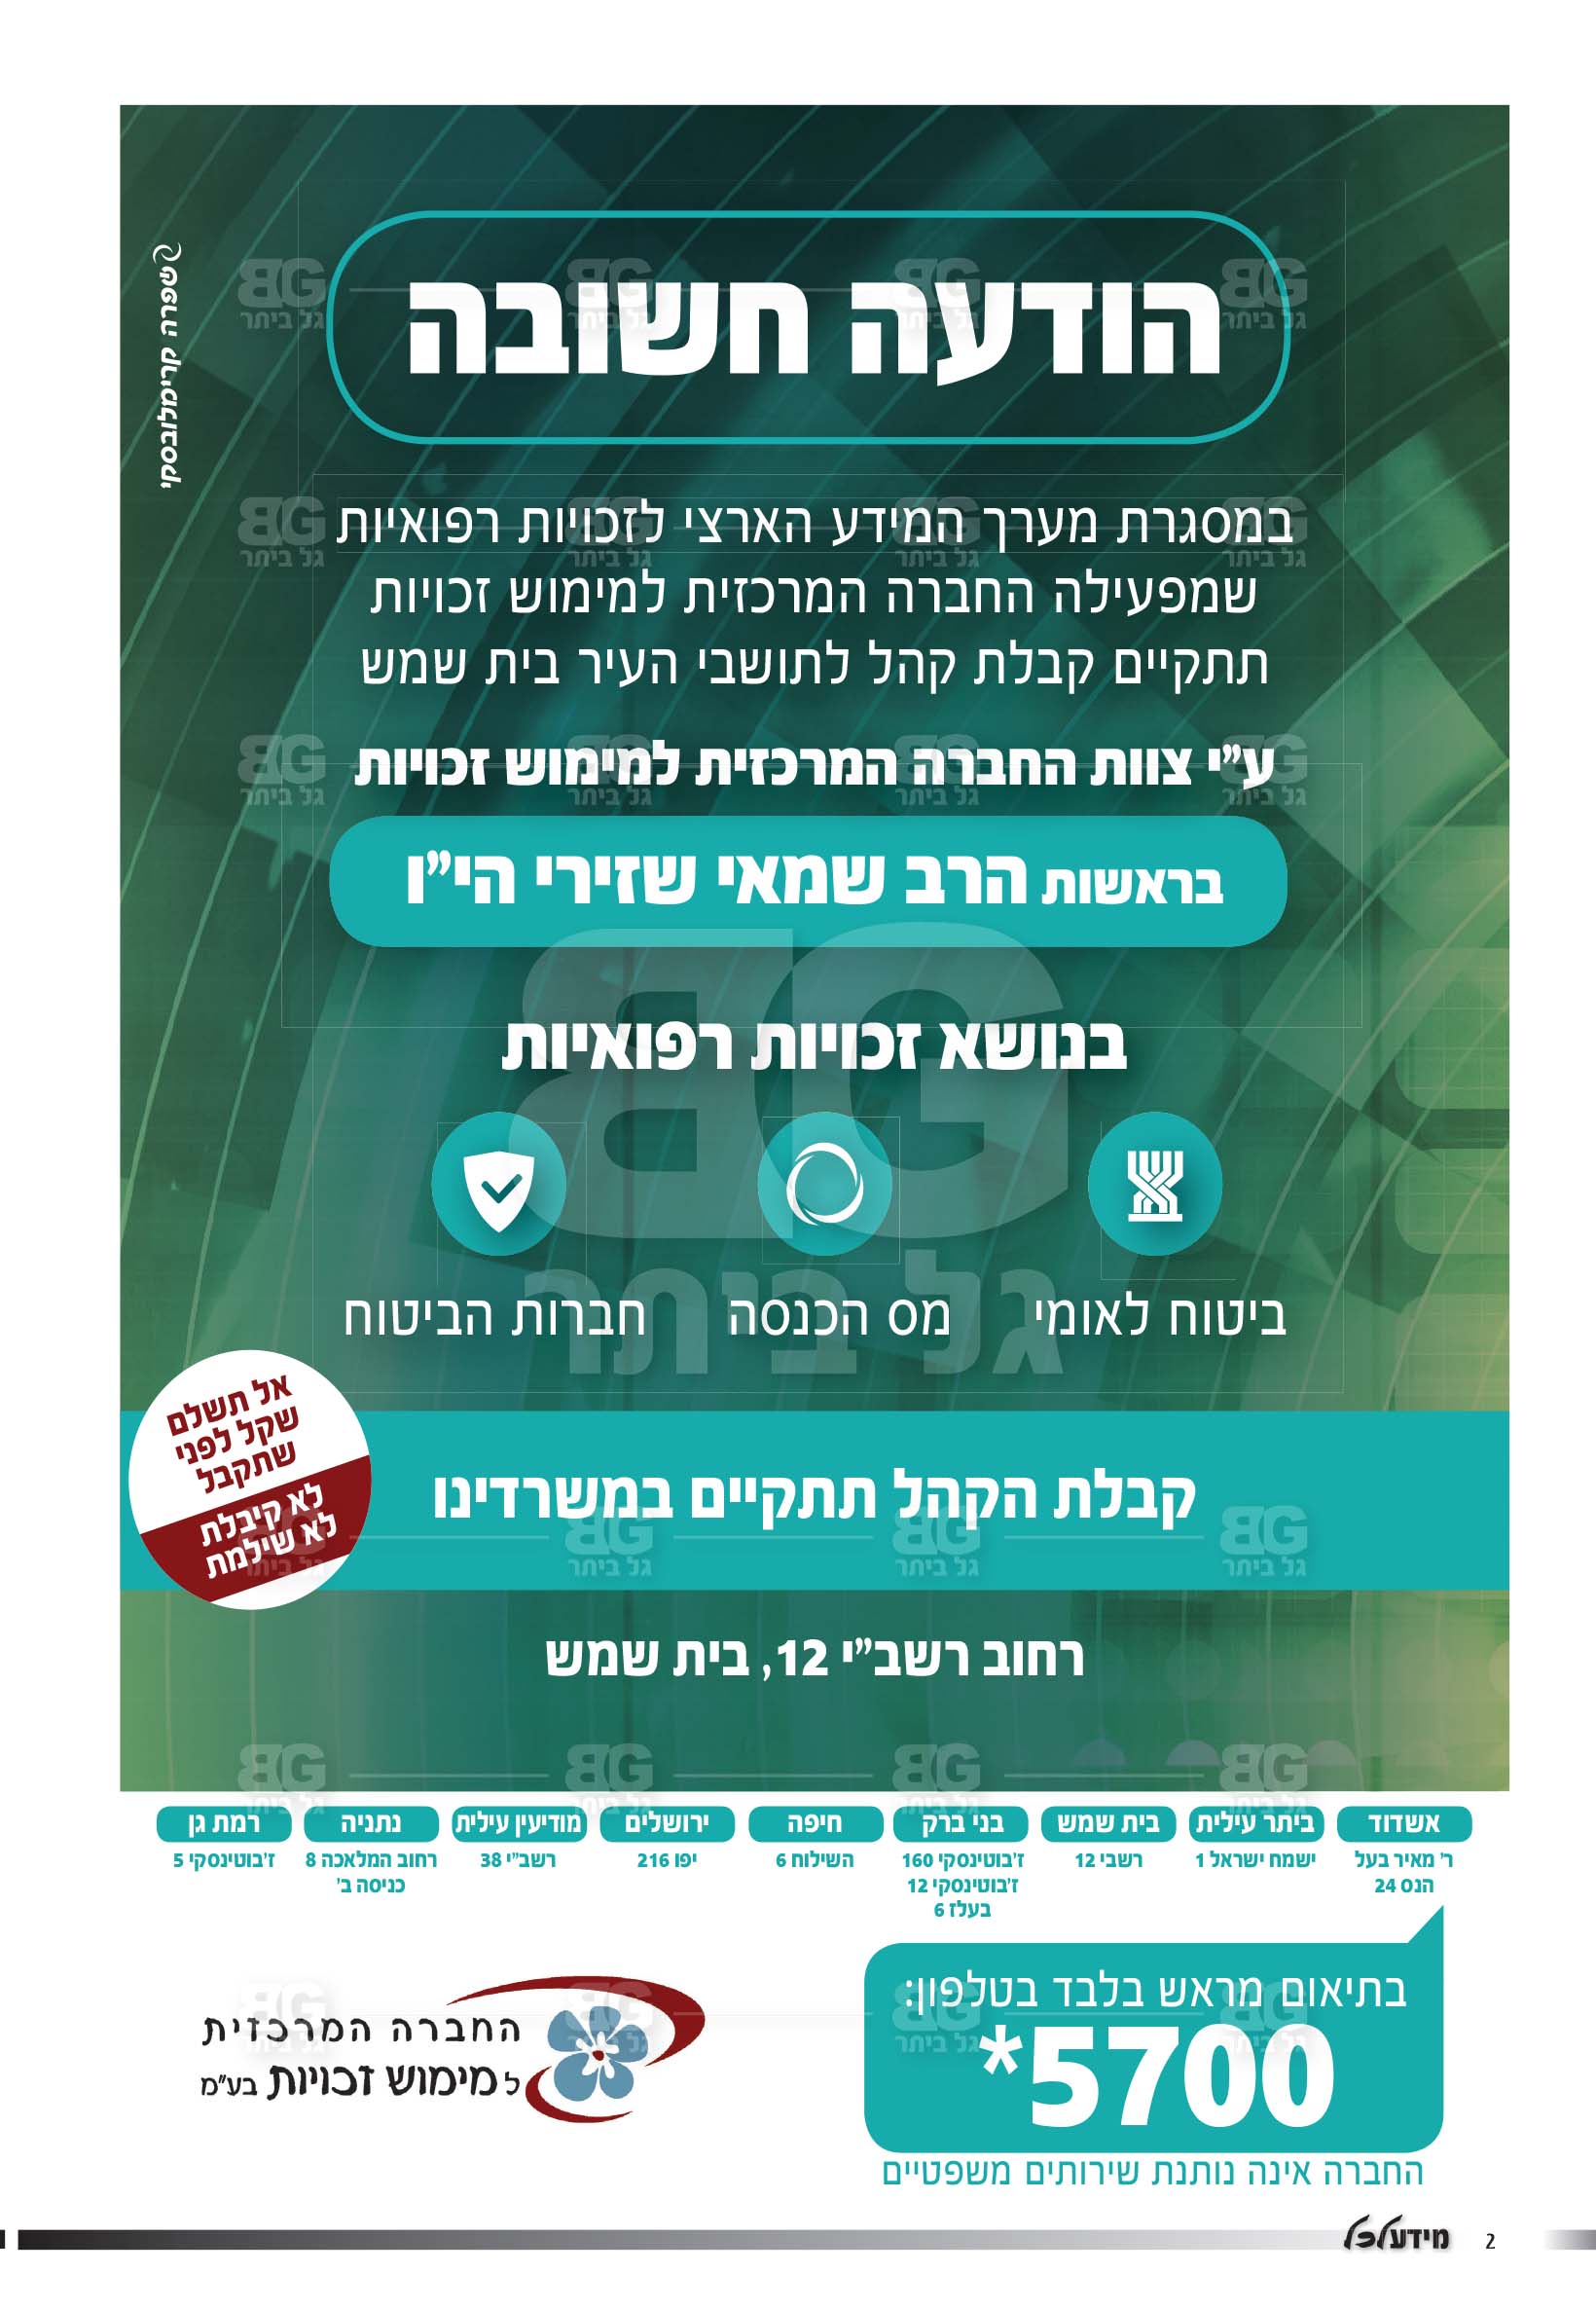 הודעה חשובה
שפרה קרימלובסקי
במסגרת מערך המידע הארצי לזכויות רפואיות
שמפעילה החברה המרכזית למימוש זכויות
תתקיים קבלת קהל לתושבי העיר בית שמש
ע"י צוות החברה המרכזית למימוש זכויות
בראשות הרב שמאי שזירי הי"ו
בנושא זכויות רפואיות
BG
גל ביתר
ביטוח לאומי
מס הכנסה
חברות הביטוח
אל תשלם
שקל לפני
שתקבל
לא קיבלת
לא שילמת
קבלת הקהל תתקיים במשרדינו
רחוב רשב"י 12, בית שמש
אשדוד
ר' מאיר בעל
הנס 24
ביתר עילית
ישמח ישראל 1
בית שמש
רשבי 12
בני ברק
ז'בוטינסקי 160
ז'בוטינסקי 12
בעלז 6
חיפה
השילוח 6
ירושלים
יפו 216
מודיעין עילית
רשב"י 38
נתניה
רחוב המלאכה 8
כניסה ב'
רמת גן
ז'בוטינסקי 5
בתיאום מראש בלבד בטלפון:
*5700
החברה אינה נותנת שירותים משפטיים
החברה המרכזית
למימוש זכויות בע"מ
2 מידע לכל